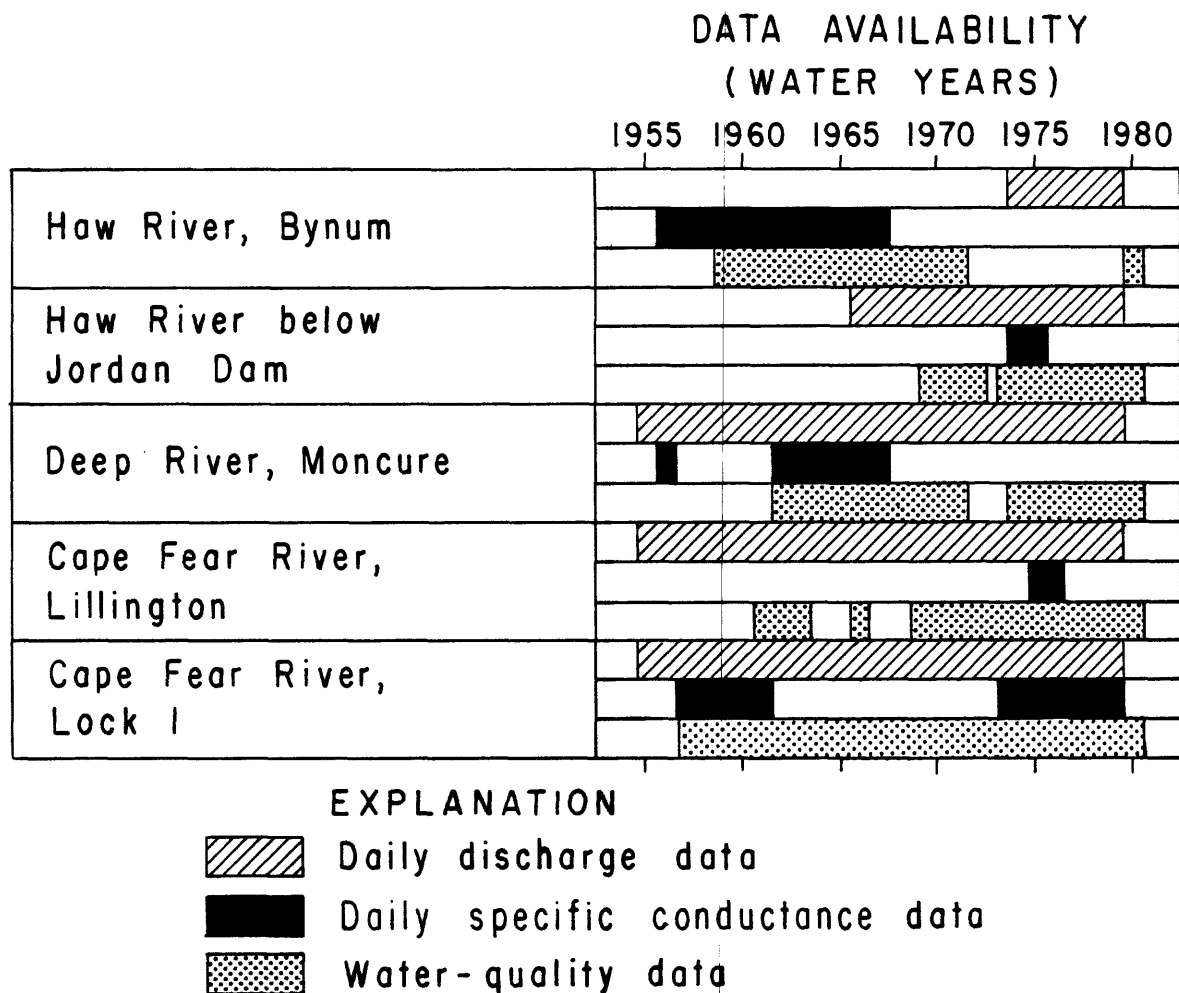 DATA AVAILABILITY
(WATER YEARS)
1955 1960 1965 1970 1975 1980
Haw River, Bynum
Haw River below
Jordan Dam
Deep River, Moncure
Cape Fear River,
Lillington
Cape Fear River,
Lock 1
EXPLANATION
Daily discharge data
Daily specific conductance data
Water-quality data